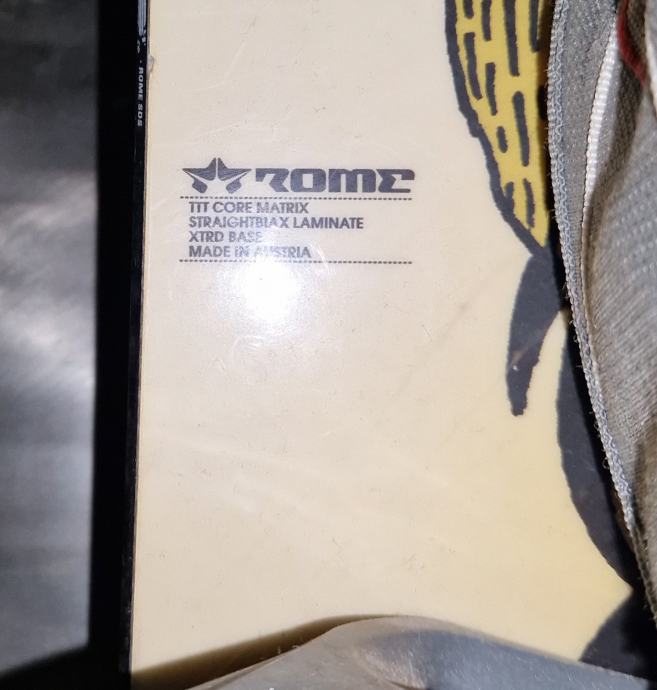 ROME SDS
ROME
TTT CORE MATRIX
STRAIGHTBIAX LAMINATE
XTRD BASE
MADE IN AUSTRIA